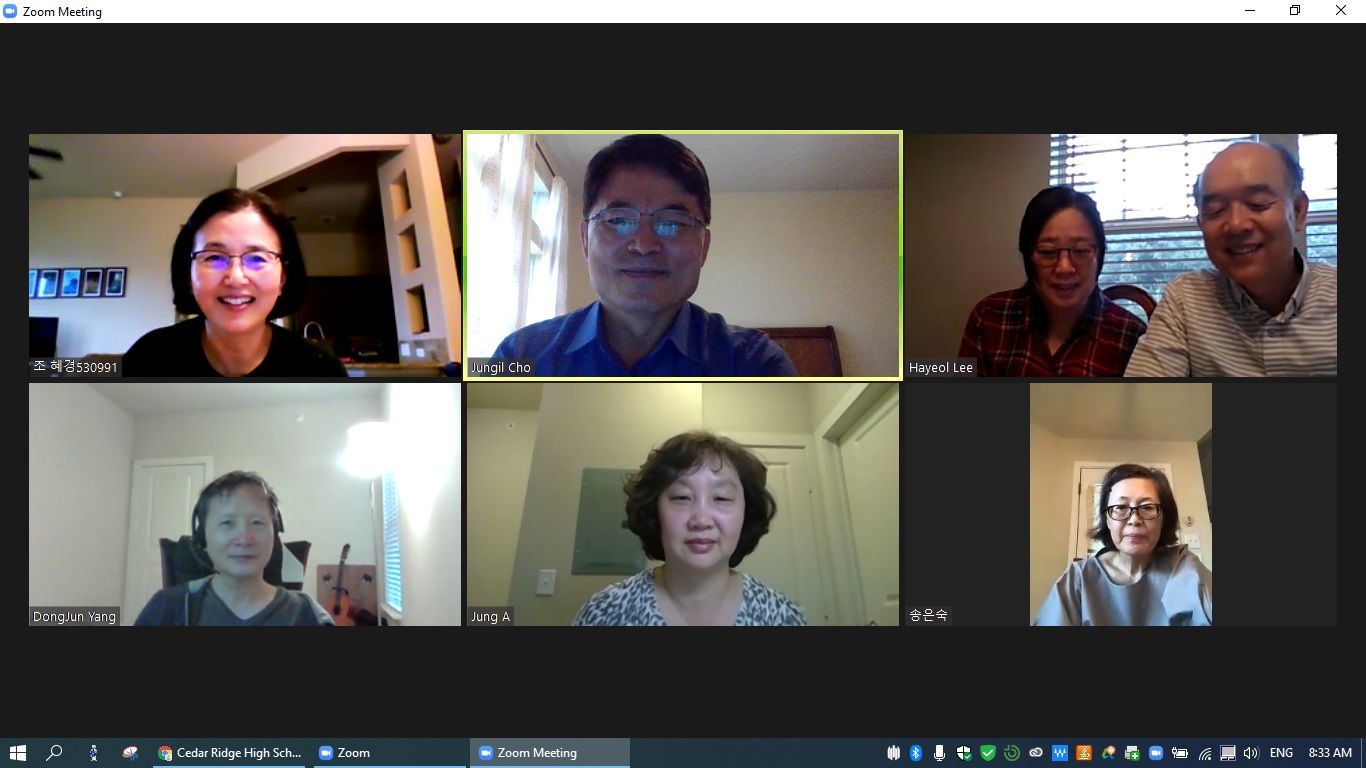 Zoom Meeting
조 혜경530991
Jungil Cho
Hayeol Lee
DongJun Yang
Jung A
송은숙
Cedar Ridge High Sch...
Zoom
Zoom Meeting
ENG
8:33 AM